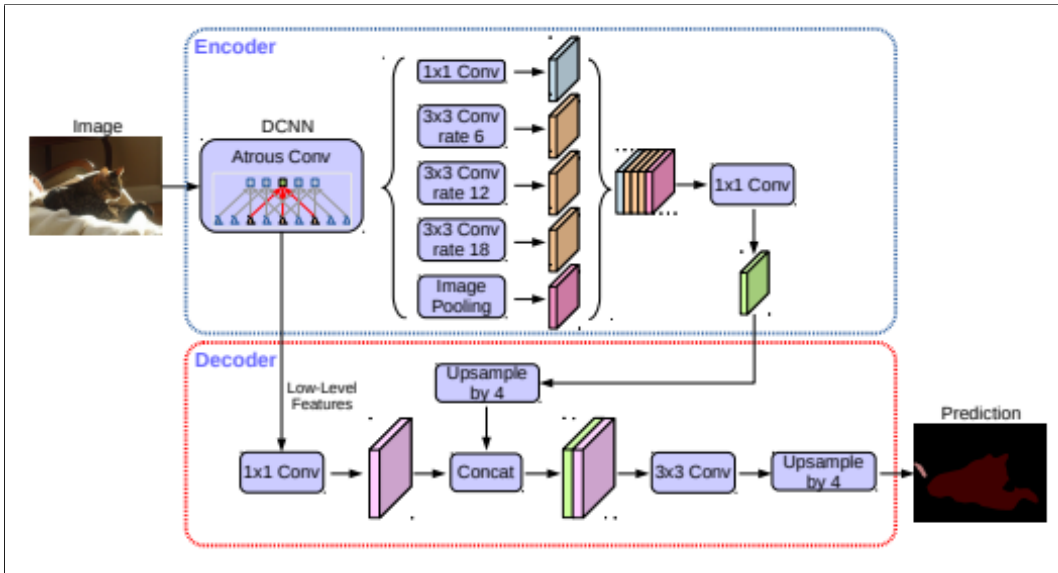 Encoder
Image
DCNN
Atrous Conv
1x1 Conv
3x3 Conv
rate 6
3x3 Conv
rate 12
3x3 Conv
rate 18
Image
Pooling
1x1 Conv
Decoder
Low-Level
Features
Upsample
by 4
1x1 Conv
Concat
3x3 Conv
Upsample
by 4
Prediction